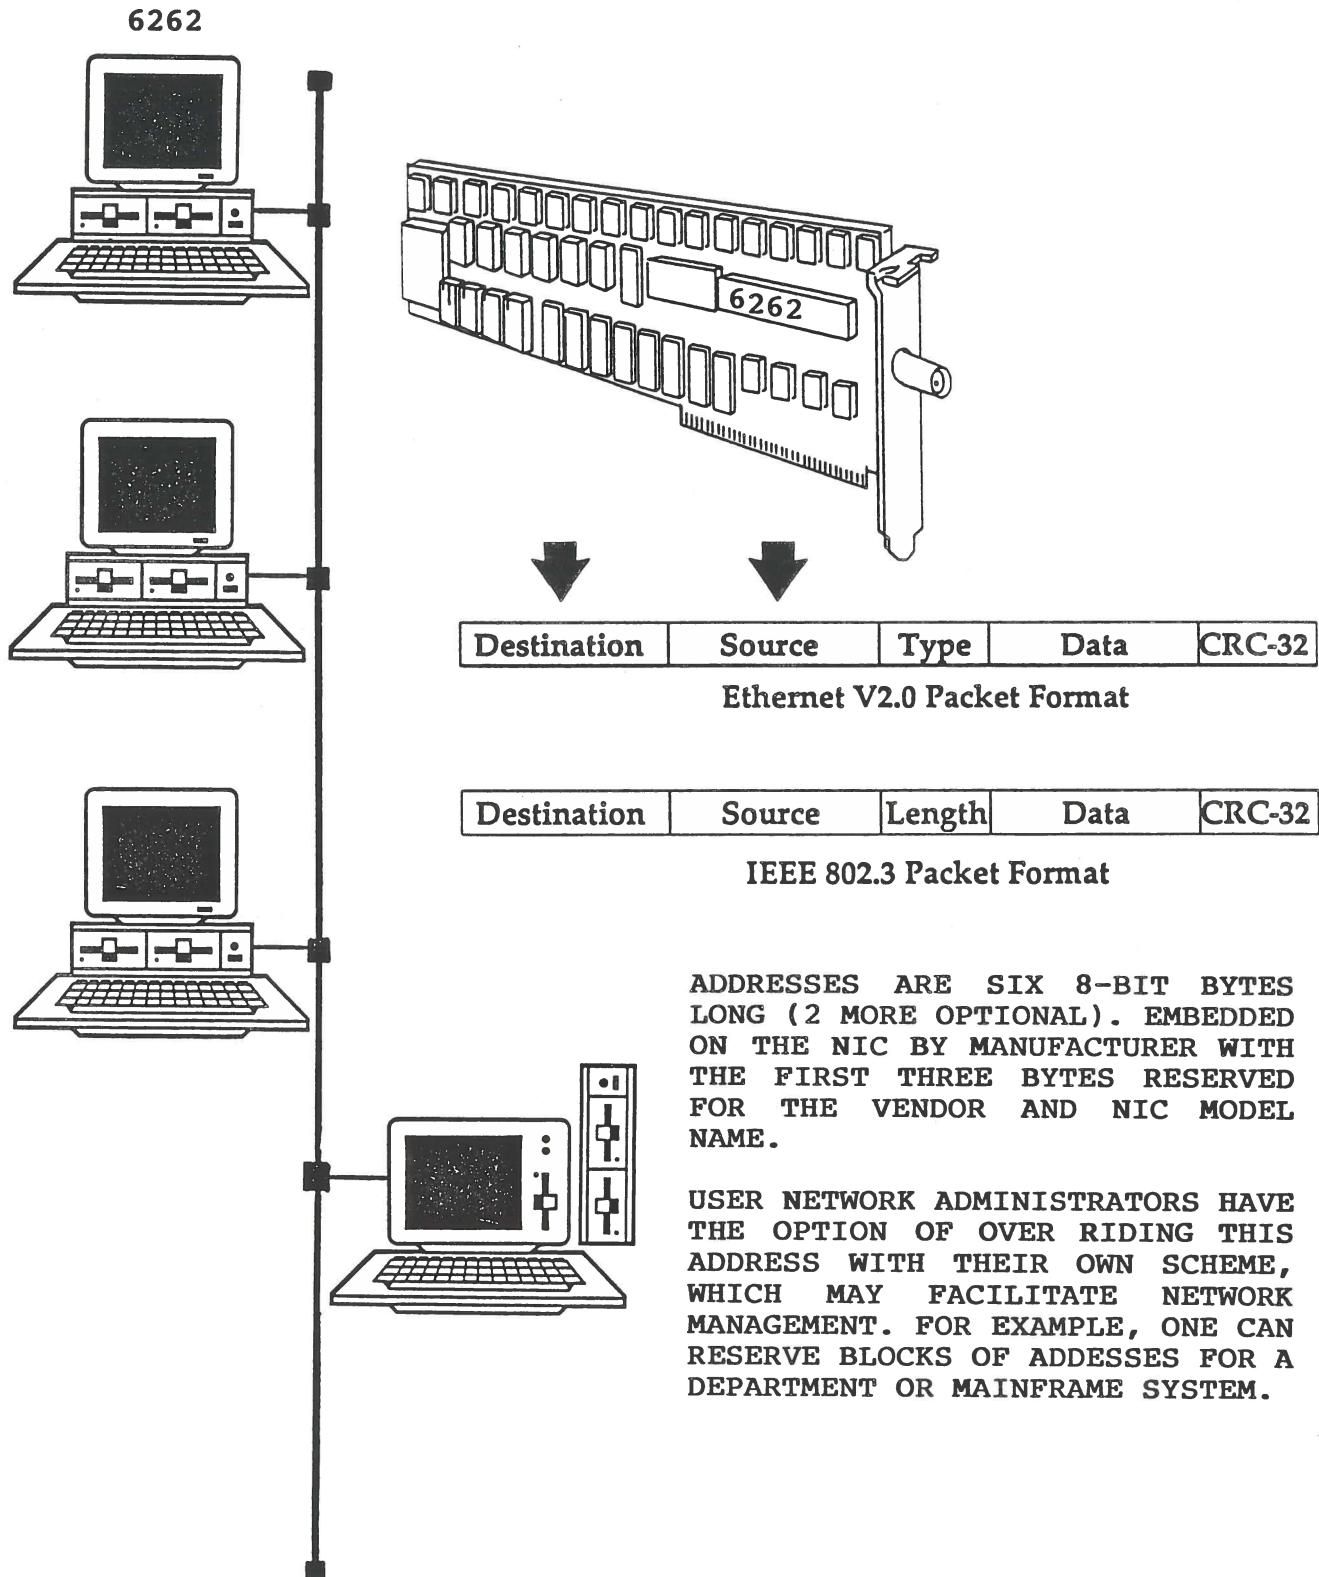 6262
6262
Destination Source Type Data CRC-32
Ethernet V2.0 Packet Format
Destination Source Length Data CRC-32
IEEE 802.3 Packet Format
ADDRESSES ARE SIX 8-BIT BYTES
LONG (2 MORE OPTIONAL). EMBEDDED
ON THE NIC BY MANUFACTURER WITH
THE FIRST THREE BYTES RESERVED
FOR THE VENDOR AND NIC MODEL
NAME.
USER NETWORK ADMINISTRATORS HAVE
THE OPTION OF OVER RIDING THIS
ADDRESS WITH THEIR OWN SCHEME,
WHICH MAY FACILITATE NETWORK
MANAGEMENT. FOR EXAMPLE, ONE CAN
RESERVE BLOCKS OF ADDESSES FOR A
DEPARTMENT OR MAINFRAME SYSTEM.